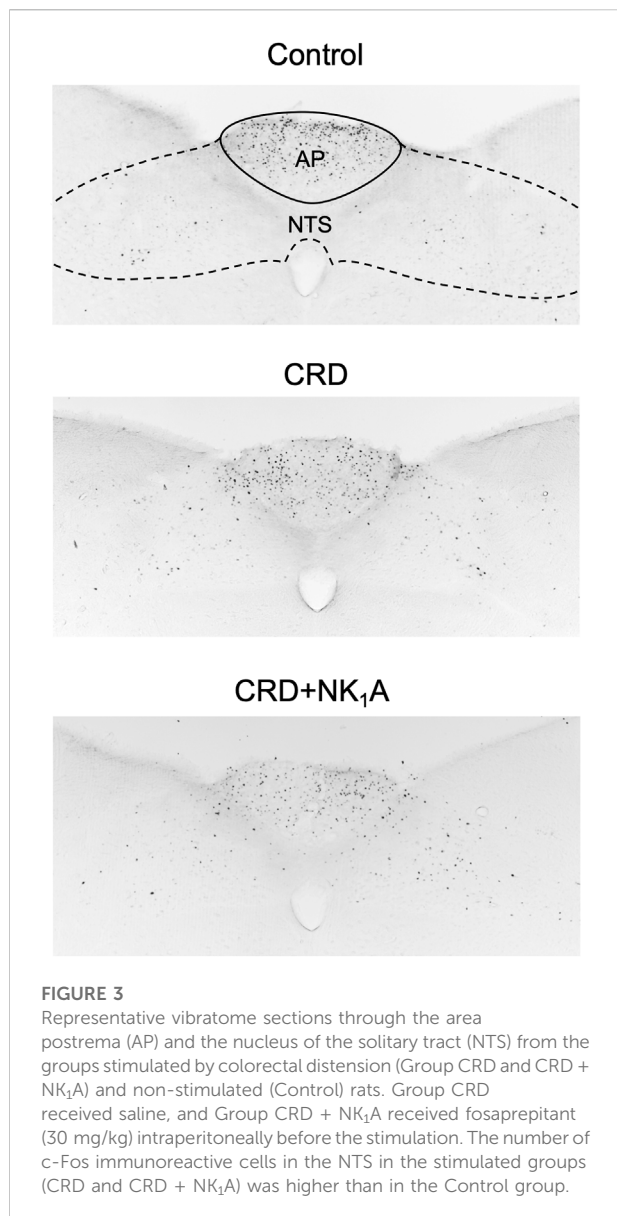 Control
AP
NTS
CRD
CRD+NK₁A
FIGURE 3
Representative vibratome sections through the area
postrema (AP) and the nucleus of the solitary tract (NTS) from the
groups stimulated by colorectal distension (Group CRD and CRD +
NK₁A) and non-stimulated (Control) rats. Group CRD
received saline, and Group CRD + NK₁A received fosaprepitant
(30 mg/kg) intraperitoneally before the stimulation. The number of
c-Fos immunoreactive cells in the NTS in the stimulated groups
(CRD and CRD + NK₁A) was higher than in the Control group.